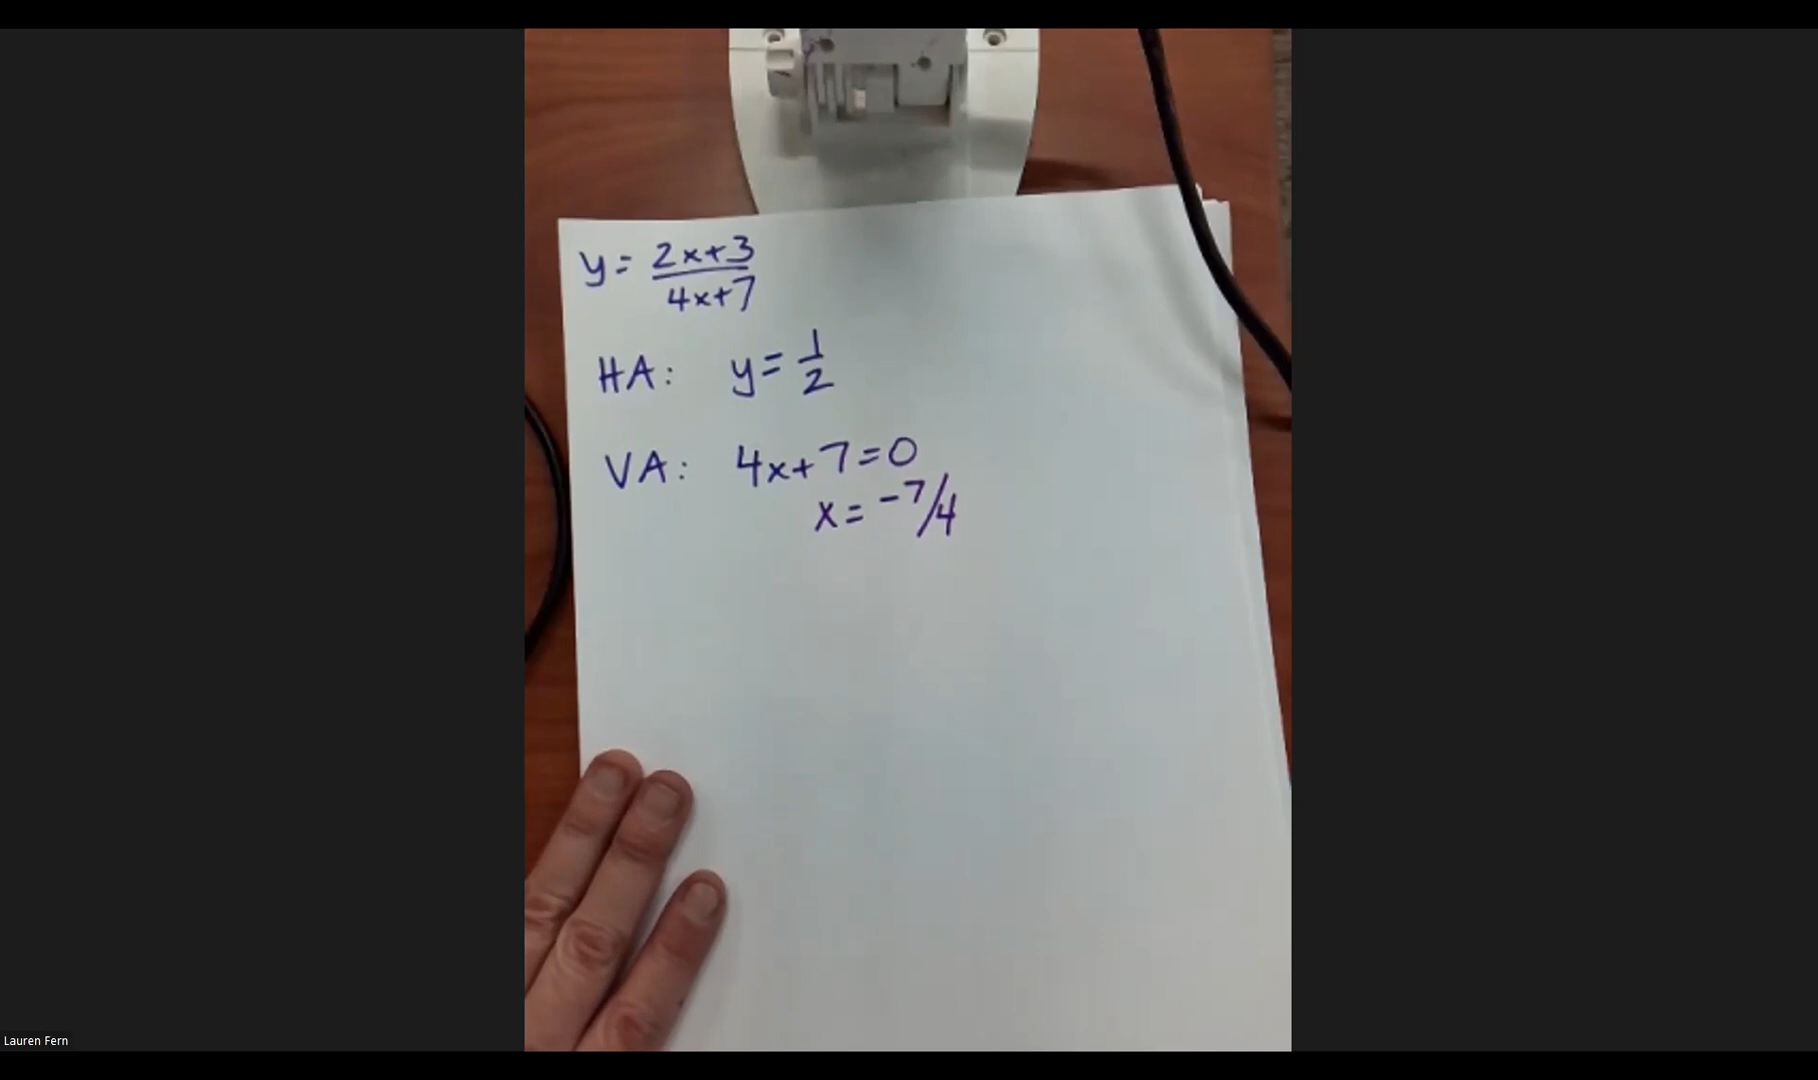 y = 2x+3 / 4x+7
HA: y = 1/2
VA: 4x+7=0
x = -7/4
Lauren Fern